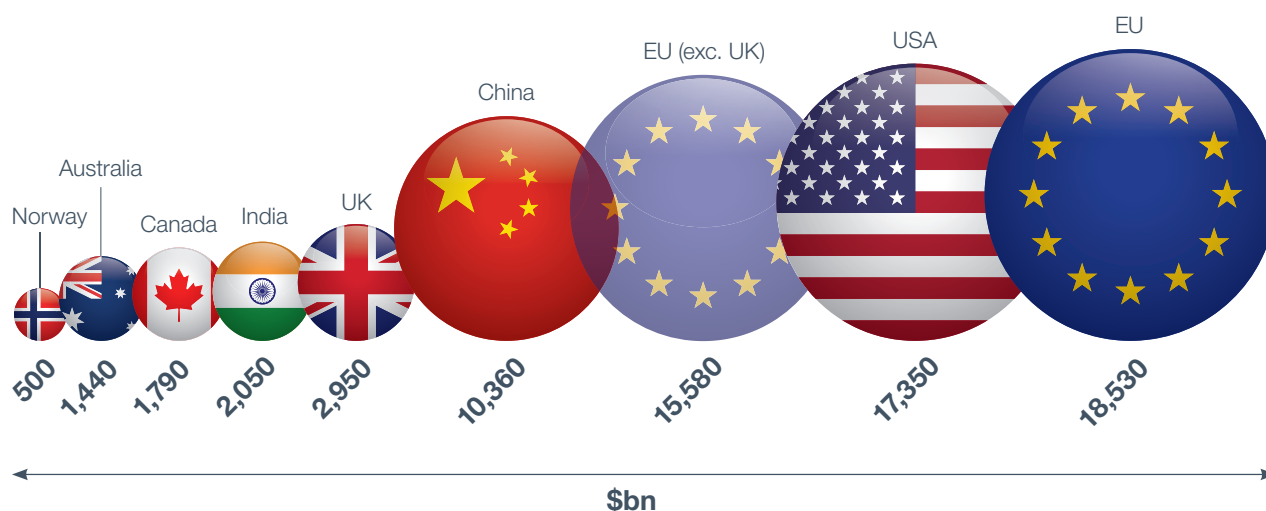 EU
USA
EU (exc. UK)
China
Australia
Norway
Canada
India
UK
500
1,440
1,790
2,050
2,950
10,360
15,580
17,350
18,530
$bn